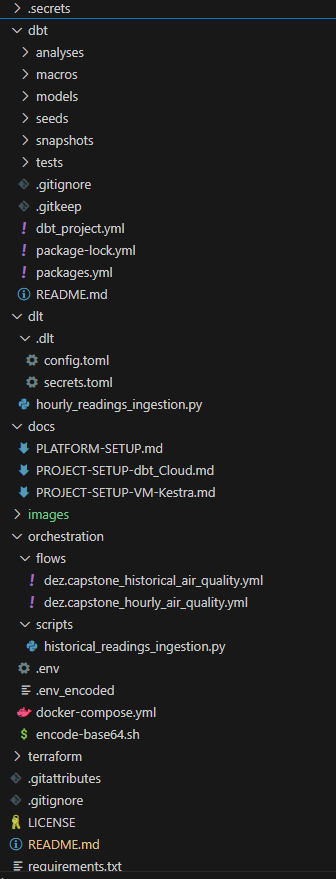 .secrets
dbt
analyses
macros
models
seeds
snapshots
tests
.gitignore
.gitkeep
dbt_project.yml
package-lock.yml
packages.yml
README.md
dlt
.dlt
config.toml
secrets.toml
hourly_readings_ingestion.py
docs
PLATFORM-SETUP.md
PROJECT-SETUP-dbt_Cloud.md
PROJECT-SETUP-VM-Kestra.md
images
orchestration
flows
dez.capstone_historical_air_quality.yml
dez.capstone_hourly_air_quality.yml
scripts
historical_readings_ingestion.py
.env
.env_encoded
docker-compose.yml
encode-base64.sh
terraform
.gitattributes
.gitignore
LICENSE
README.md
requirements.txt